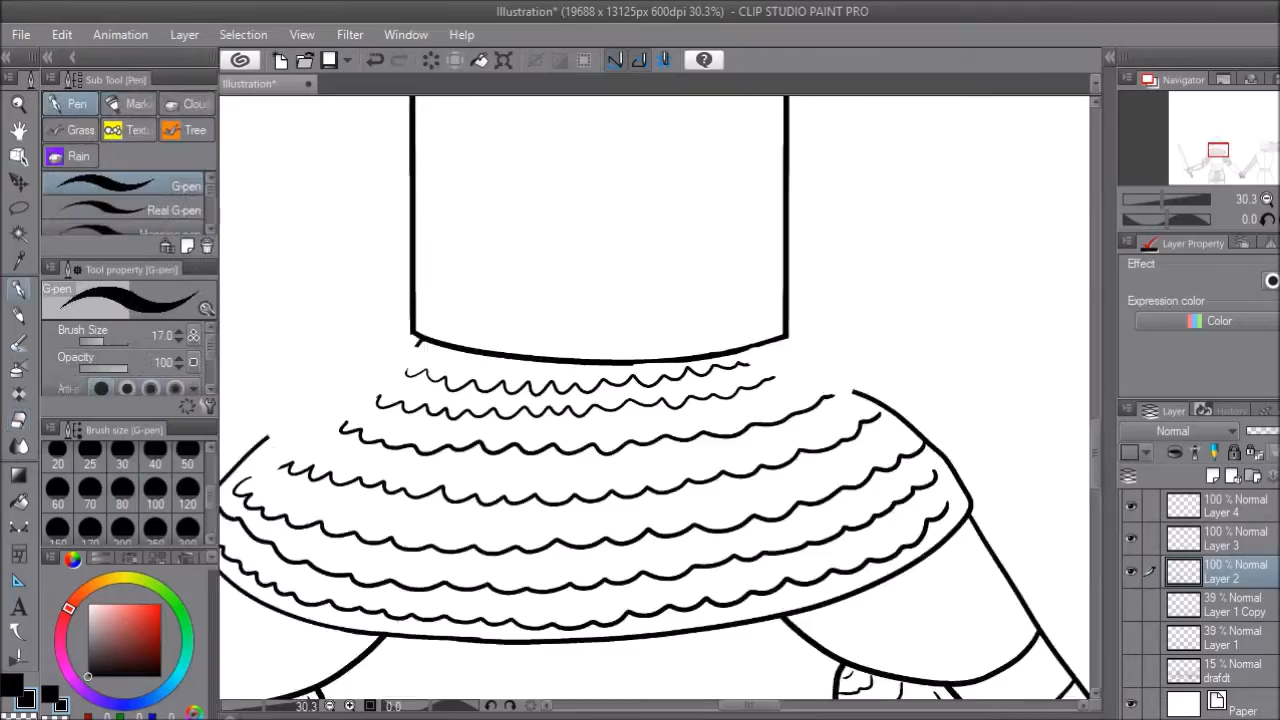 Illustration* (19688 x 13125px 600dpi 30.3%) - CLIP STUDIO PAINT PRO
File Edit Animation Layer Selection View Filter Window Help
Sub Tool [Pen]
Illustration*
Navigator
Pen Mark Clou
Grass Text Tree
Rain
G-pen
Real G-pen
30.3
0.0
Layer Property
Tool property [G-pen]
G-pen
Effect
Expression color
Color
Brush Size 17.0
Opacity 100
Anti-a
Brush size [G-pen]
20 25 30 40 50
60 70 80 100 120
Layer History
Normal
100 % Normal
Layer 4
100 % Normal
Layer 3
100 % Normal
Layer 2
39 % Normal
Layer 1 Copy
39 % Normal
Layer 1
15 % Normal
drafdt
Paper
30.3 0.0